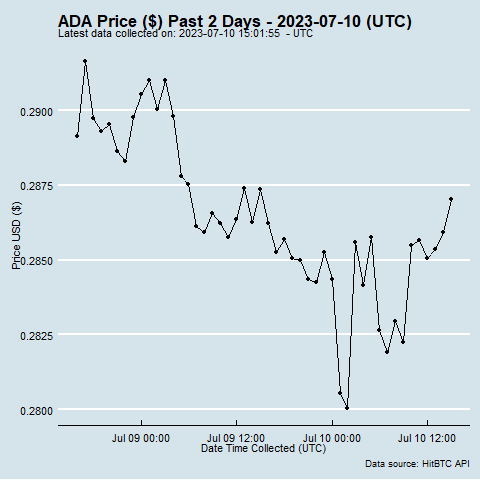 ADA Price ($) Past 2 Days - 2023-07-10 (UTC)
Latest data collected on: 2023-07-10 15:01:55 - UTC
0.2900
0.2875
0.2850
0.2825
0.2800
Price USD ($)
Jul 09 00:00 Jul 09 12:00 Jul 10 00:00 Jul 10 12:00
Date Time Collected (UTC)
Data source: HitBTC API